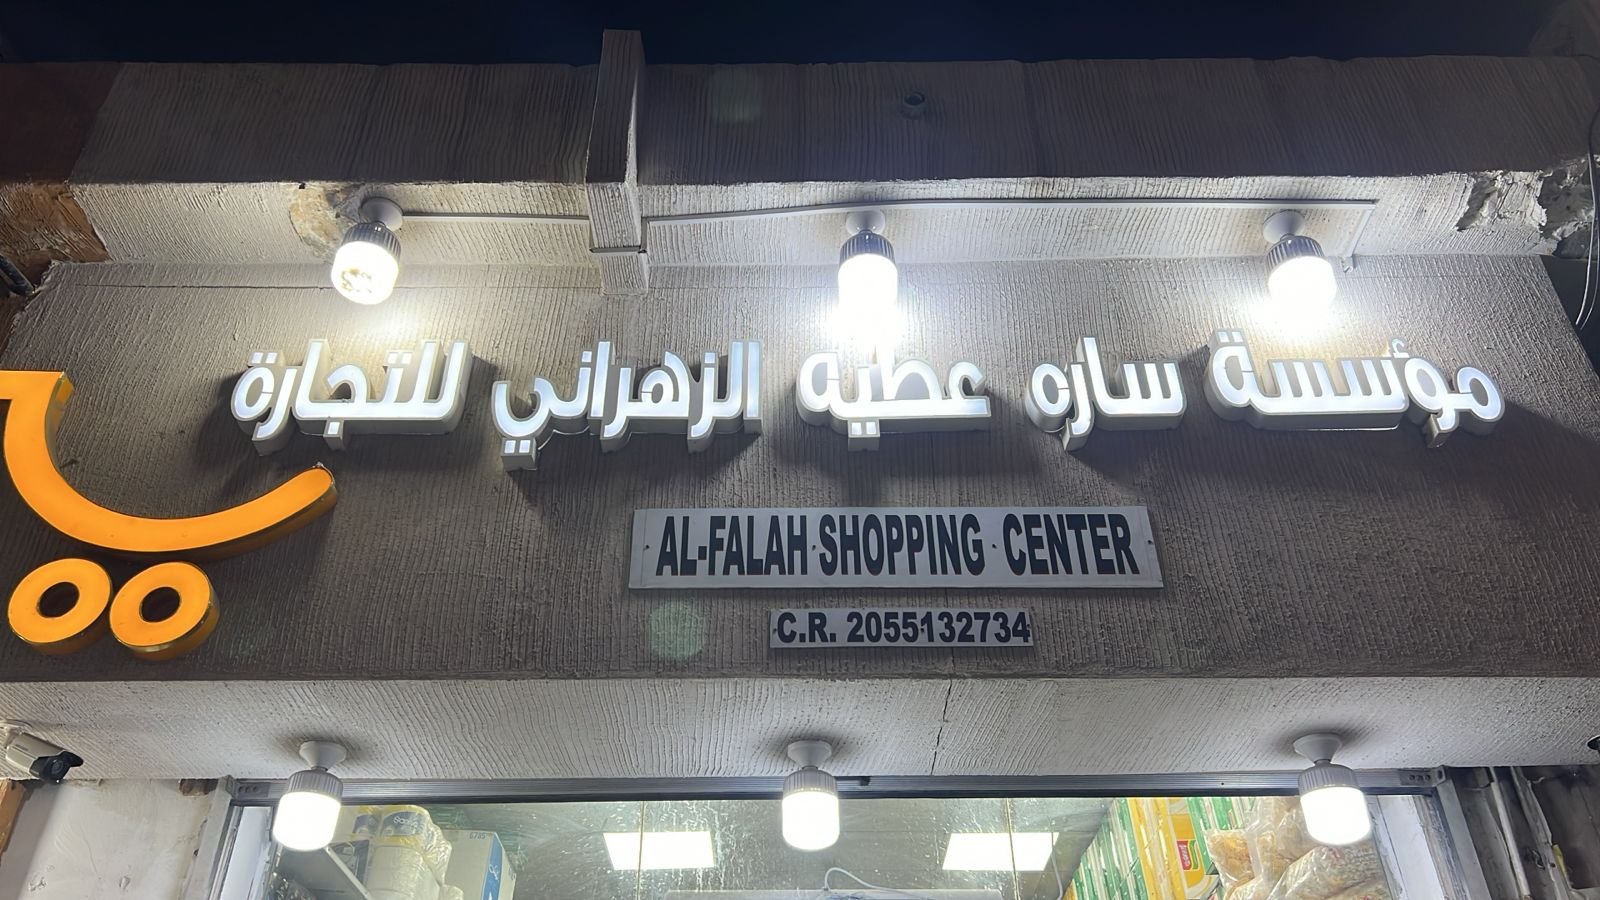 مؤسسة ساره عطيه الزهراني للتجارة
AL-FALAH SHOPPING CENTER
C.R. 2055132734